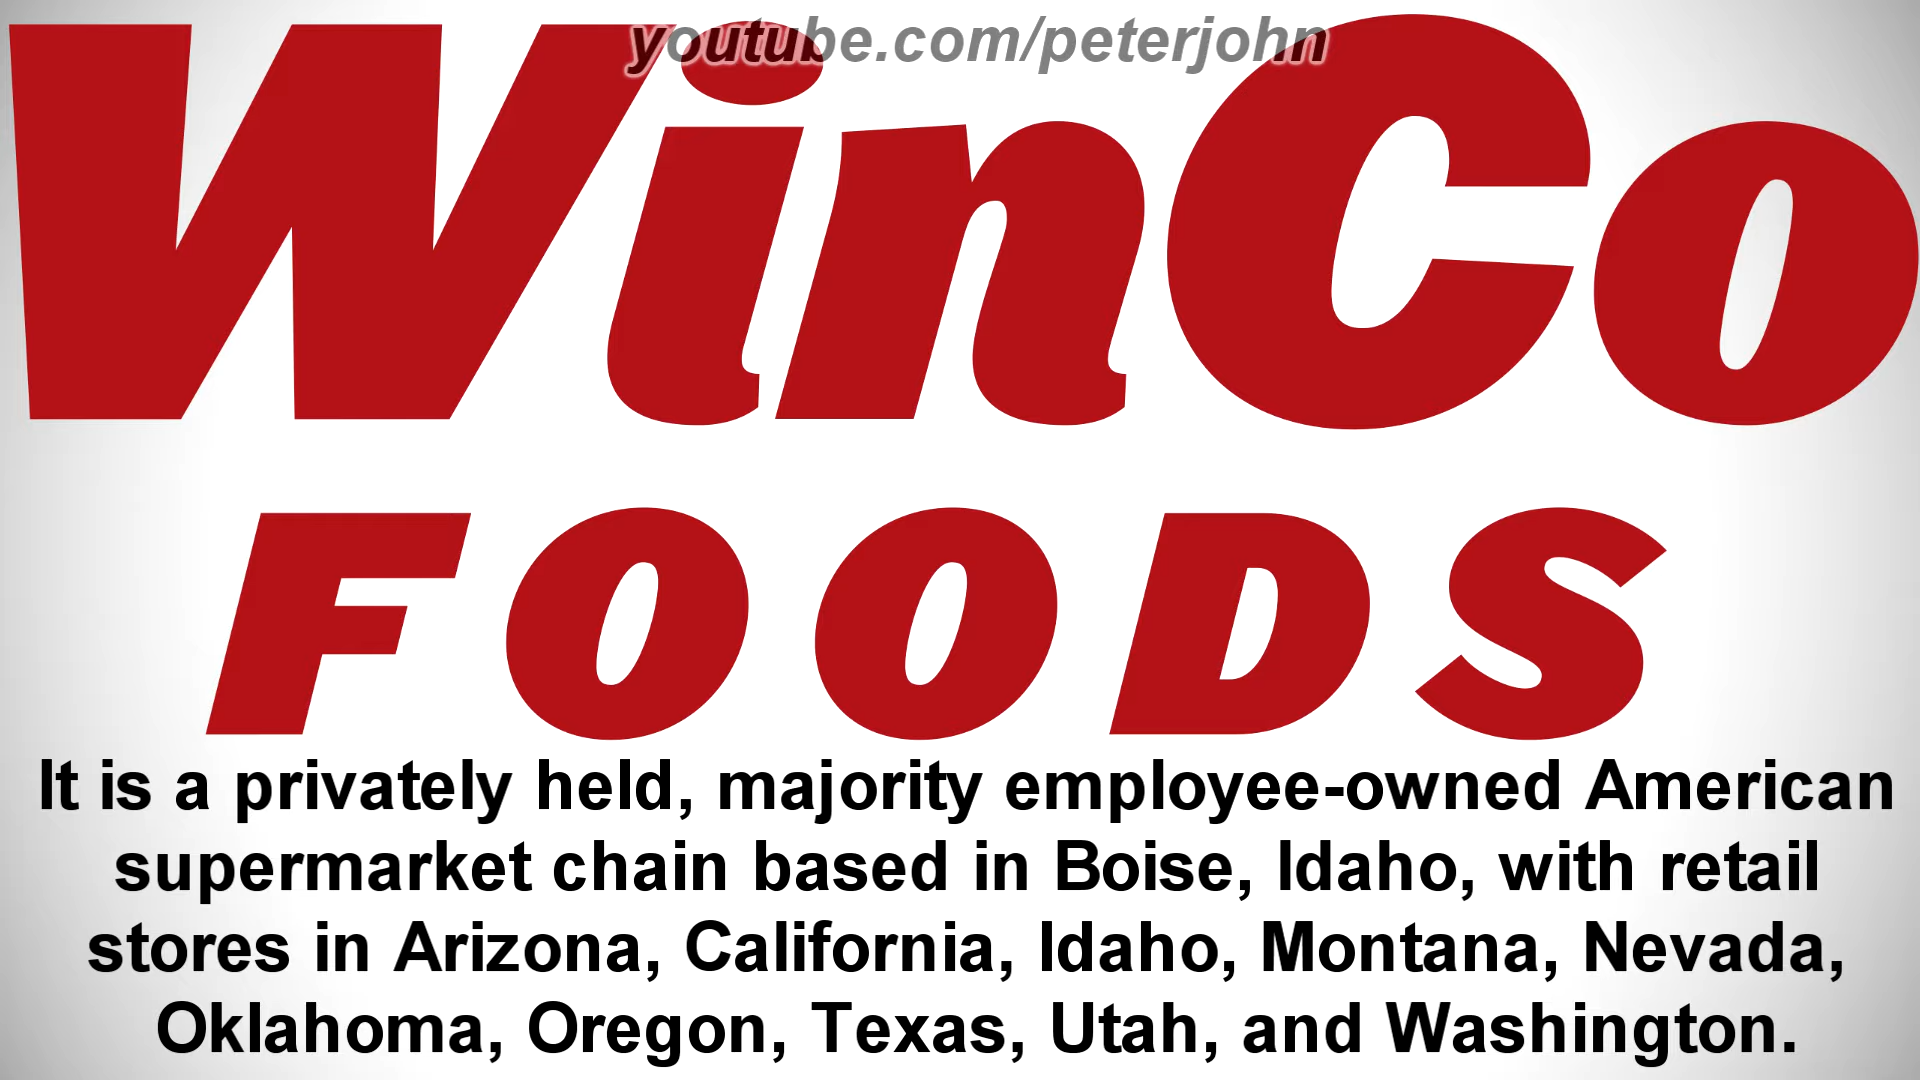 youtube.com/peterjohn
WinCo
FOODS
It is a privately held, majority employee-owned American
supermarket chain based in Boise, Idaho, with retail
stores in Arizona, California, Idaho, Montana, Nevada,
Oklahoma, Oregon, Texas, Utah, and Washington.